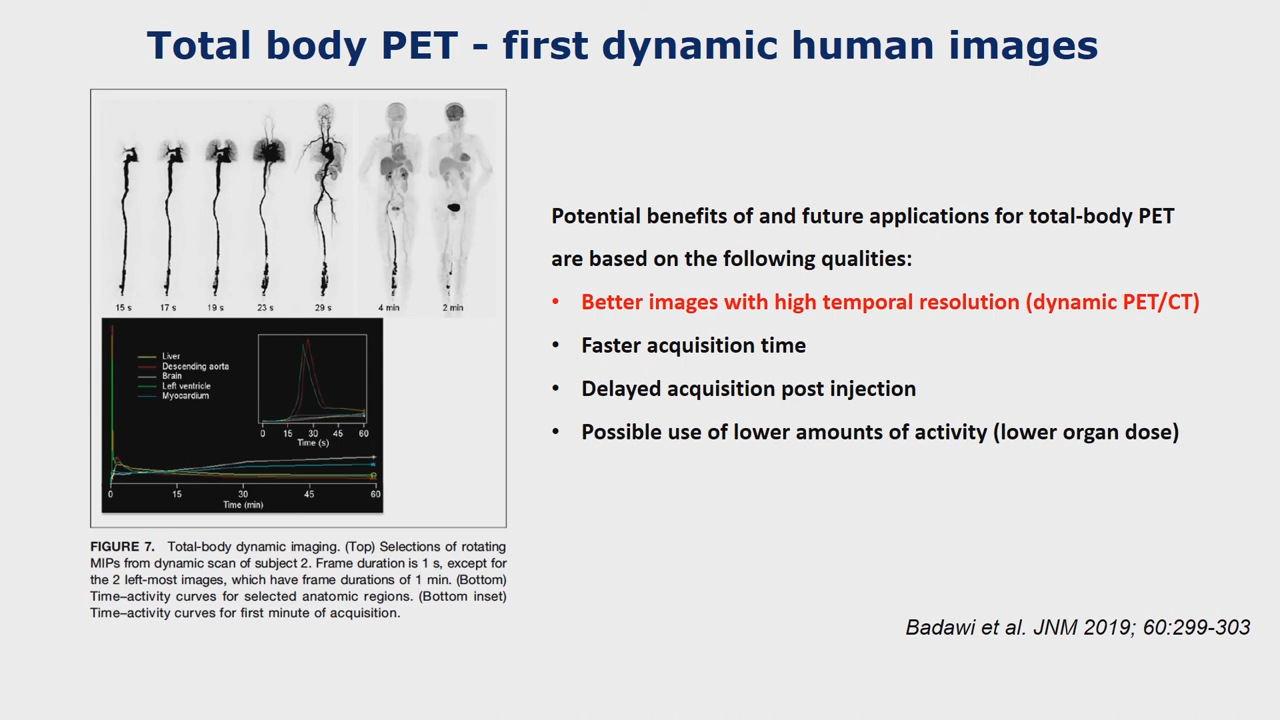 Total body PET - first dynamic human images
15 s
17 s
19 s
23 s
29 s
4 min
2 min
Liver
Descending aorta
Brain
Left ventricle
Myocardium
0 15 30 45 60
Time (s)
0 15 30 45 60
Time (min)
FIGURE 7. Total-body dynamic imaging. (Top) Selections of rotating
MIPs from dynamic scan of subject 2. Frame duration is 1 s, except for
the 2 left-most images, which have frame durations of 1 min. (Bottom)
Time–activity curves for selected anatomic regions. (Bottom inset)
Time–activity curves for first minute of acquisition.
Potential benefits of and future applications for total-body PET
are based on the following qualities:
• Better images with high temporal resolution (dynamic PET/CT)
• Faster acquisition time
• Delayed acquisition post injection
• Possible use of lower amounts of activity (lower organ dose)
Badawi et al. JNM 2019; 60:299-303